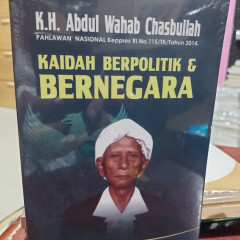 K.H. Abdul Wahab Chasbullah
PAHLAWAN NASIONAL Keppres RI.No.115/TK/Tahun 2014
KAIDAH BERPOLITIK &
BERNEGARA